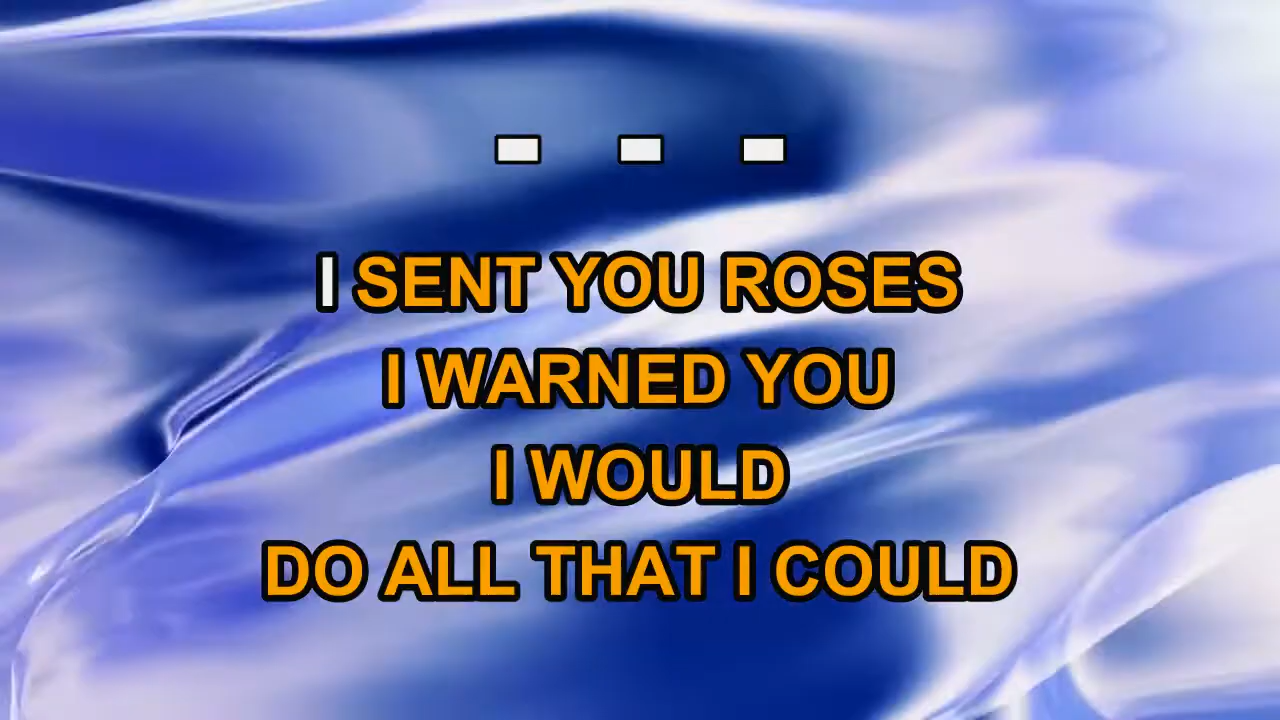 - - -
I SENT YOU ROSES
I WARNED YOU
I WOULD
DO ALL THAT I COULD